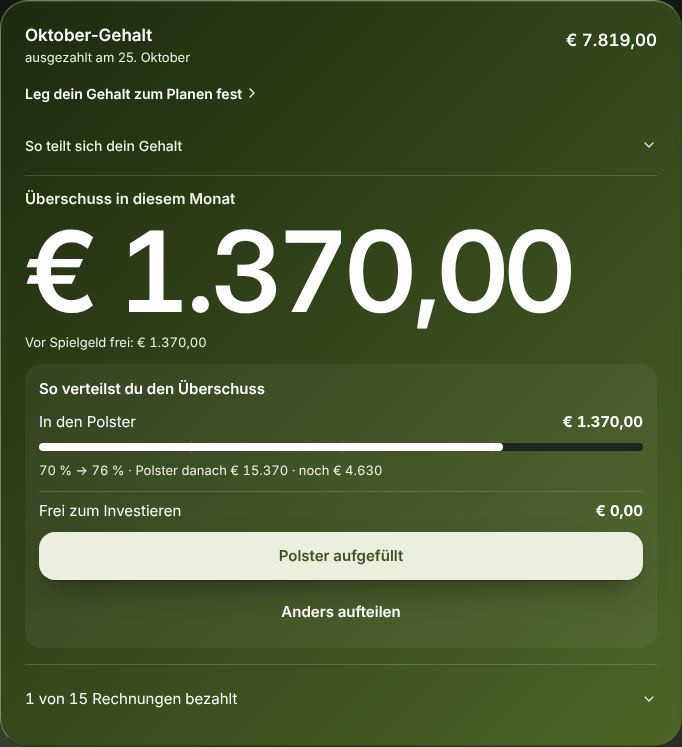 Oktober-Gehalt
€ 7.819,00
ausgezahlt am 25. Oktober
Leg dein Gehalt zum Planen fest
So teilt sich dein Gehalt
Überschuss in diesem Monat
€ 1.370,00
Vor Spielgeld frei: € 1.370,00
So verteilst du den Überschuss
In den Polster
€ 1.370,00
70 % → 76 % · Polster danach € 15.370 · noch € 4.630
Frei zum Investieren
€ 0,00
Polster aufgefüllt
Anders aufteilen
1 von 15 Rechnungen bezahlt